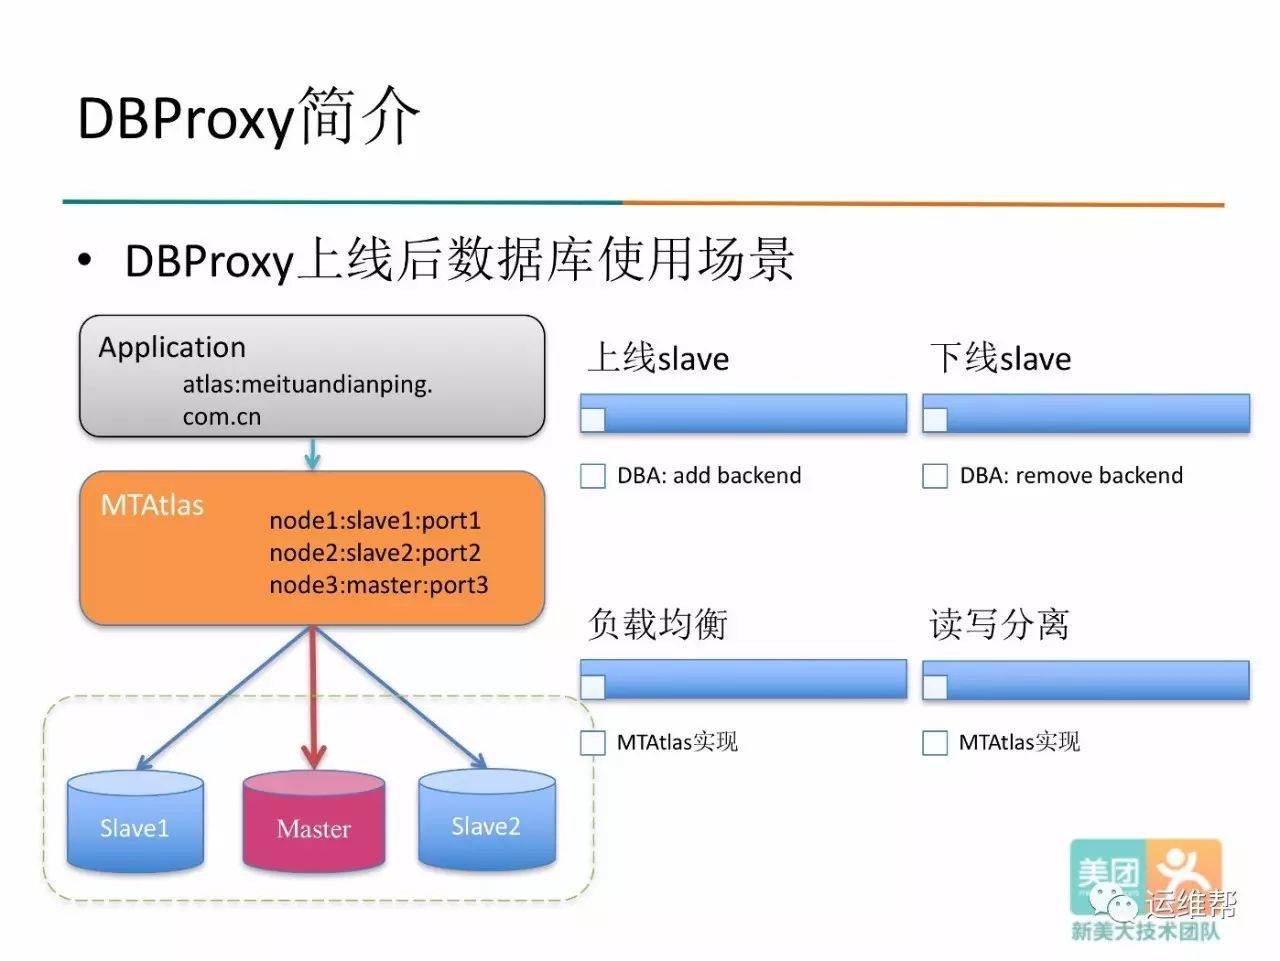 DBProxy简介
• DBProxy上线后数据库使用场景
Application
atlas:meituandianping.
com.cn
MTAtlas
node1:slave1:port1
node2:slave2:port2
node3:master:port3
Slave1
Master
Slave2
上线slave
DBA: add backend
下线slave
DBA: remove backend
负载均衡
MTAtlas实现
读写分离
MTAtlas实现
美团
运维帮
新美大技术团队